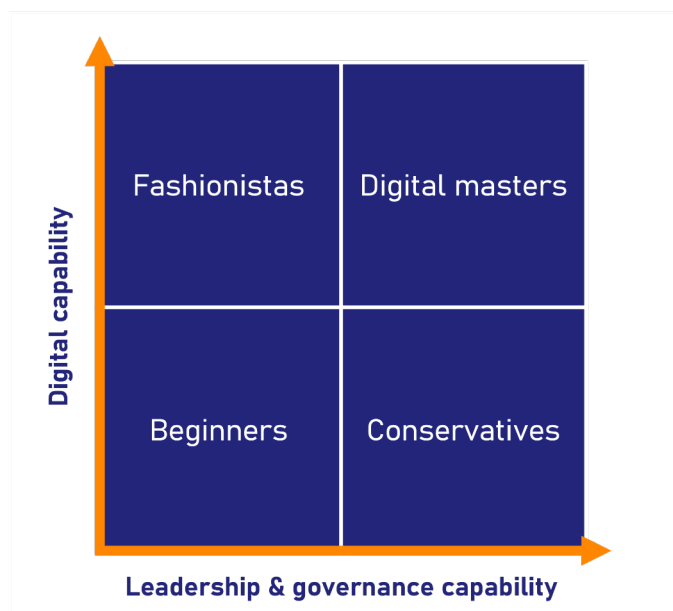 Fashionistas
Digital masters
Digital capability
Beginners
Conservatives
Leadership & governance capability